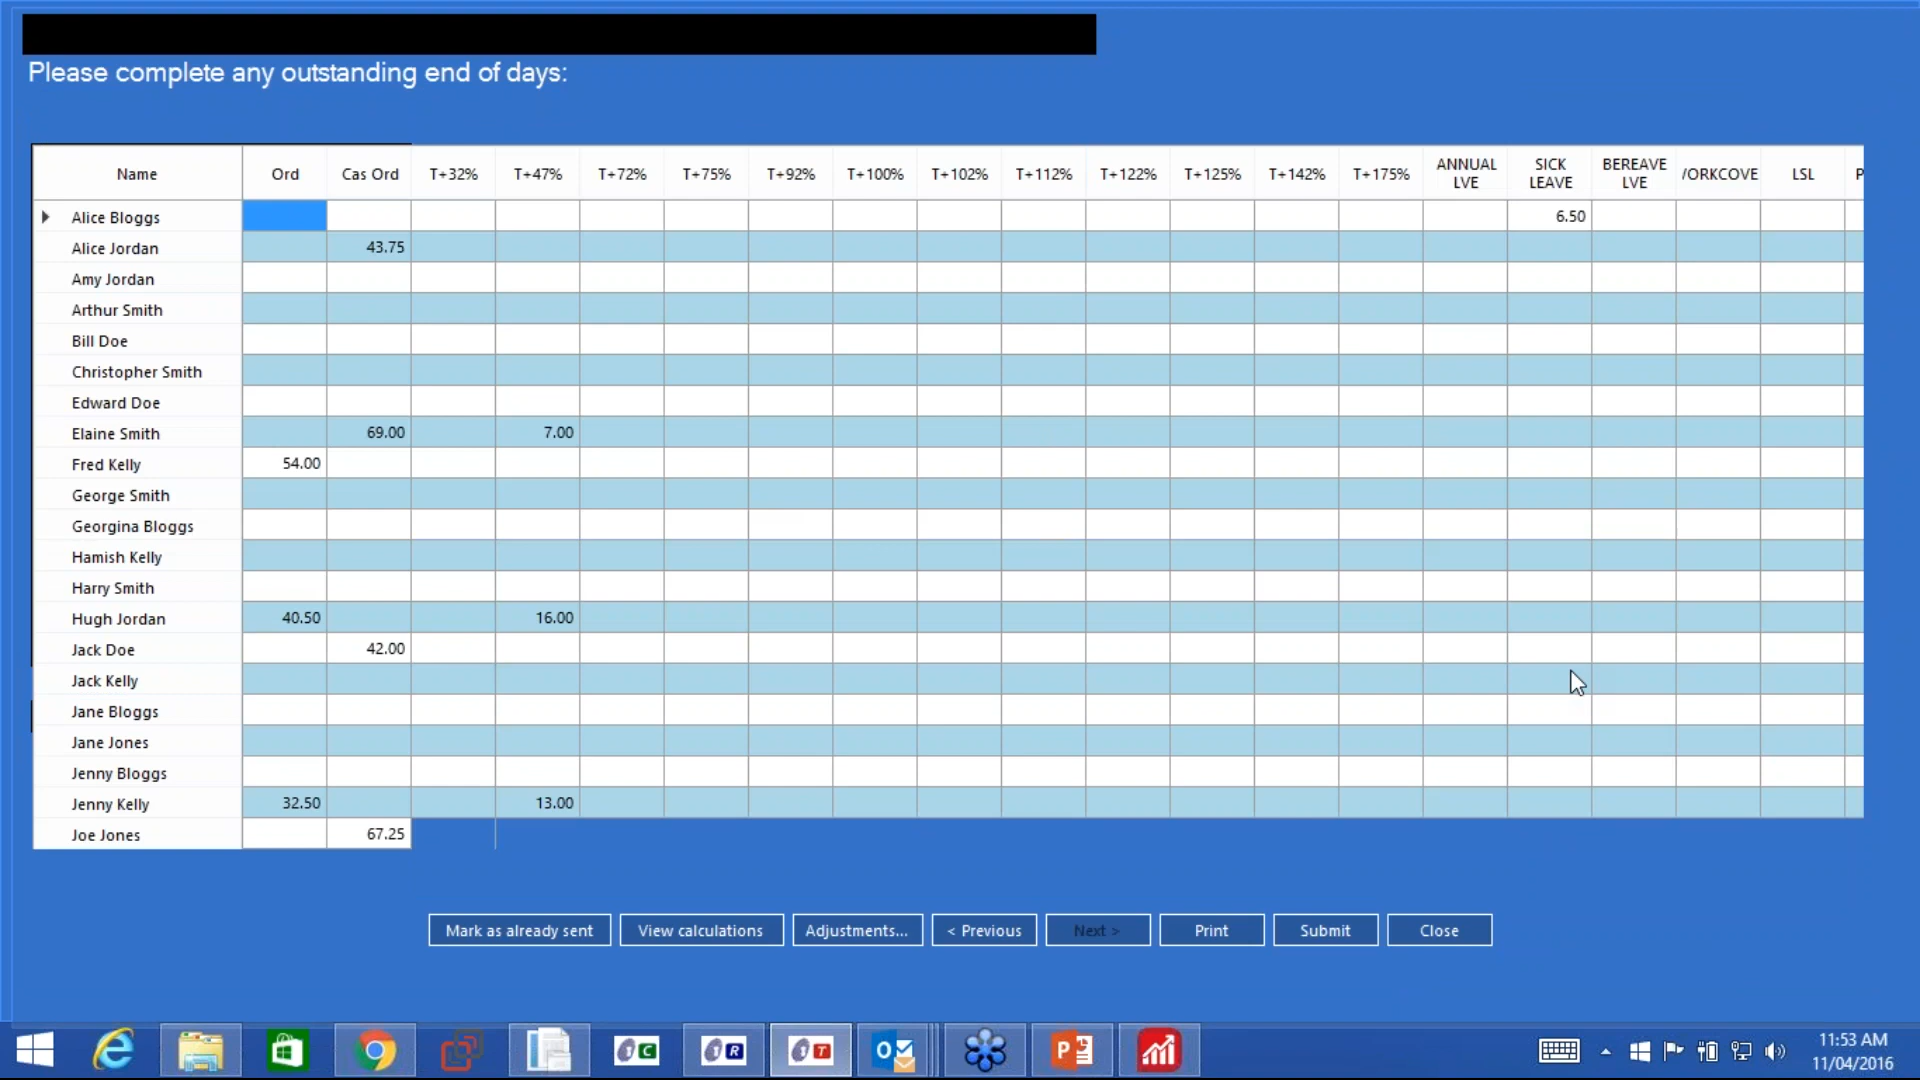 Please complete any outstanding end of days:
Name Ord Cas Ord T+32% T+47% T+72% T+75% T+92% T+100% T+102% T+112% T+122% T+125% T+142% T+175% ANNUAL LVE SICK LEAVE BEREAVE LVE /ORKCOVE LSL P
Alice Bloggs 6.50
Alice Jordan 43.75
Amy Jordan
Arthur Smith
Bill Doe
Christopher Smith
Edward Doe
Elaine Smith 69.00 7.00
Fred Kelly 54.00
George Smith
Georgina Bloggs
Hamish Kelly
Harry Smith
Hugh Jordan 40.50 16.00
Jack Doe 42.00
Jack Kelly
Jane Bloggs
Jane Jones
Jenny Bloggs
Jenny Kelly 32.50 13.00
Joe Jones 67.25
Mark as already sent View calculations Adjustments... < Previous Next > Print Submit Close
11:53 AM
11/04/2016